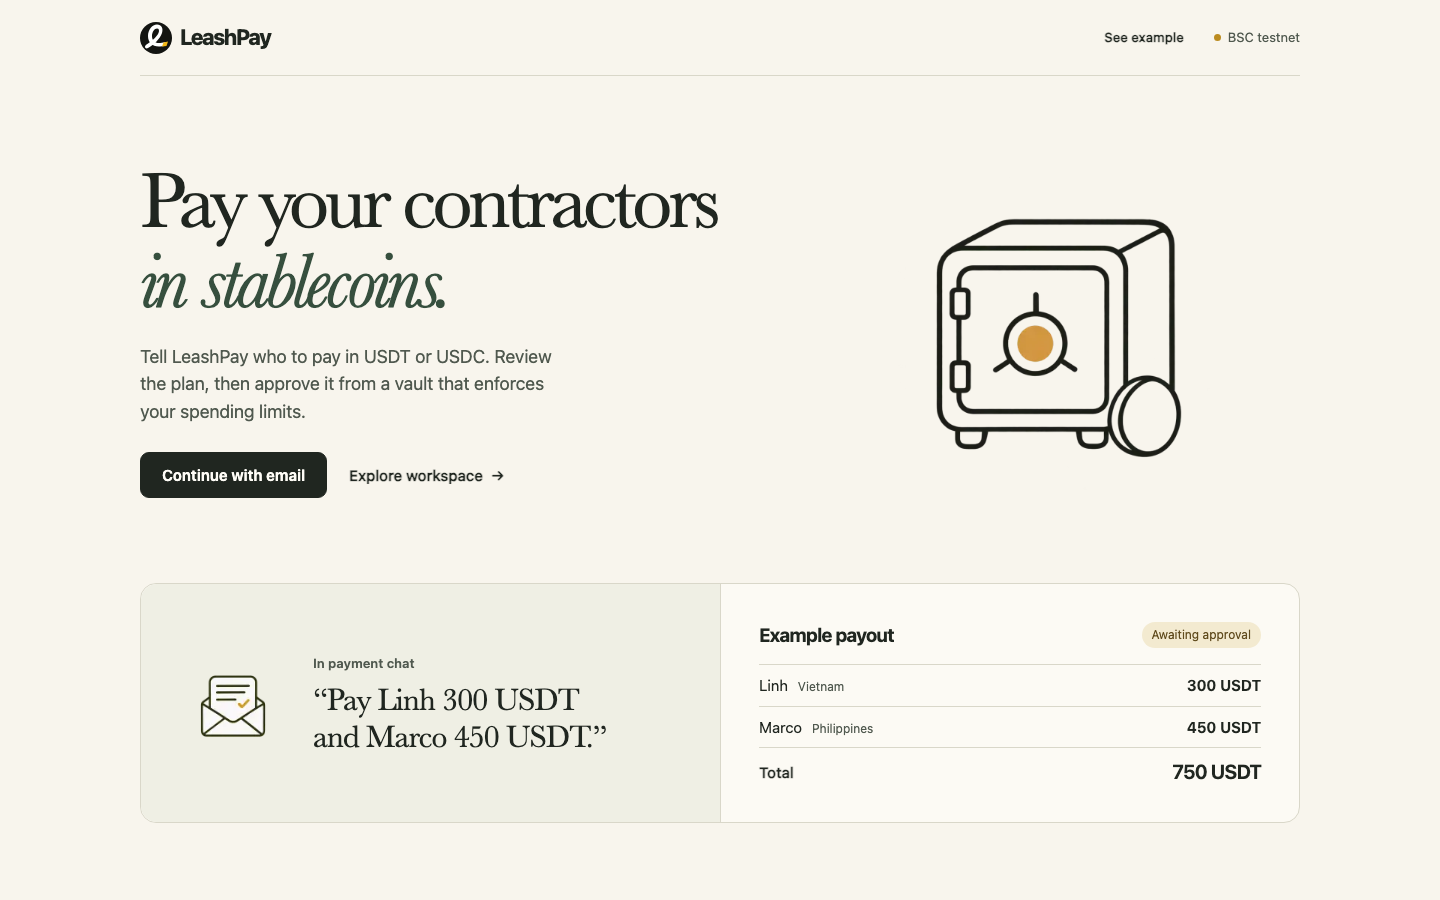 LeashPay
See example
BSC testnet
Pay your contractors
in stablecoins.
Tell LeashPay who to pay in USDT or USDC. Review
the plan, then approve it from a vault that enforces
your spending limits.
Continue with email
Explore workspace →
In payment chat
“Pay Linh 300 USDT
and Marco 450 USDT.”
Example payout
Awaiting approval
Linh Vietnam 300 USDT
Marco Philippines 450 USDT
Total 750 USDT